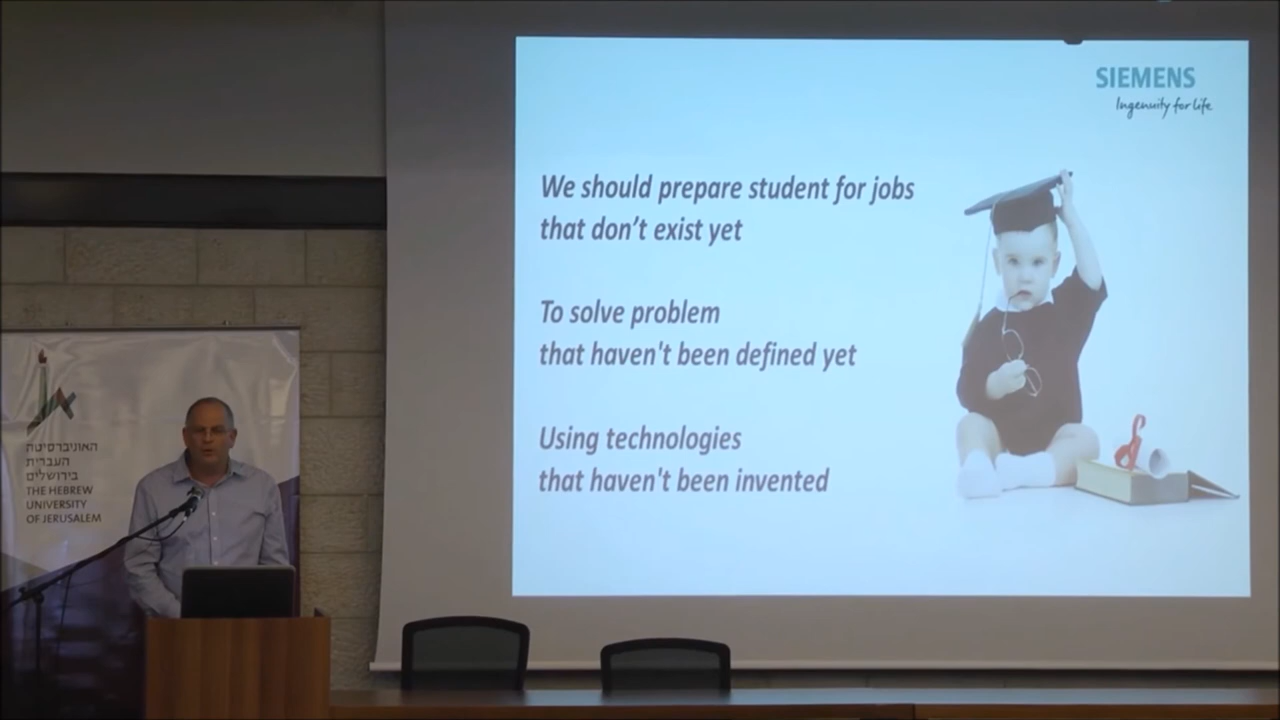 SIEMENS
Ingenuity for life
We should prepare student for jobs
that don't exist yet
To solve problem
that haven't been defined yet
Using technologies
that haven't been invented
האוניברסיטה
העברית
בירושלים
THE HEBREW
UNIVERSITY
OF JERUSALEM